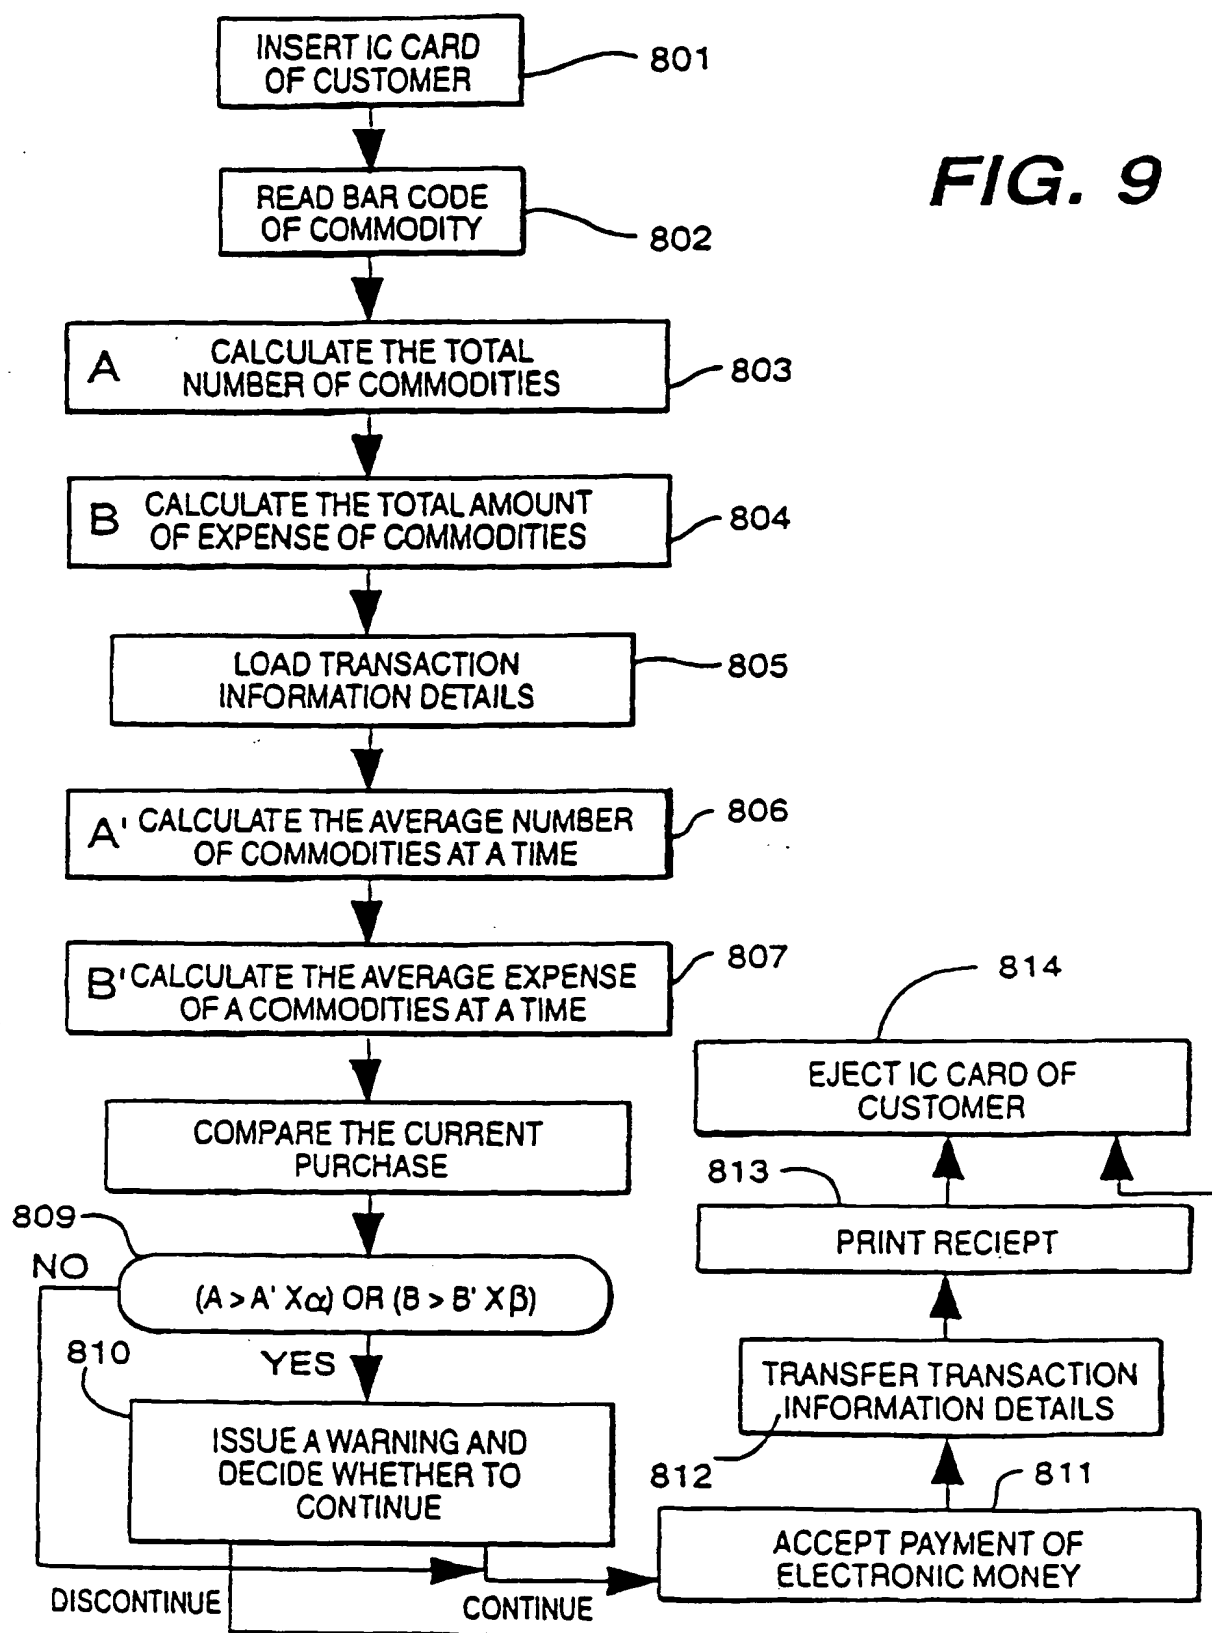 FIG. 9
INSERT IC CARD
OF CUSTOMER
801
READ BAR CODE
OF COMMODITY
802
A CALCULATE THE TOTAL
NUMBER OF COMMODITIES
803
B CALCULATE THE TOTAL AMOUNT
OF EXPENSE OF COMMODITIES
804
LOAD TRANSACTION
INFORMATION DETAILS
805
A' CALCULATE THE AVERAGE NUMBER
OF COMMODITIES AT A TIME
806
B' CALCULATE THE AVERAGE EXPENSE
OF A COMMODITIES AT A TIME
807
COMPARE THE CURRENT
PURCHASE
809
NO
(A > A' X α) OR (B > B' X β)
YES
810
ISSUE A WARNING AND
DECIDE WHETHER TO
CONTINUE
DISCONTINUE
CONTINUE
811
ACCEPT PAYMENT OF
ELECTRONIC MONEY
TRANSFER TRANSACTION
INFORMATION DETAILS
812
813
PRINT RECIEPT
814
EJECT IC CARD OF
CUSTOMER